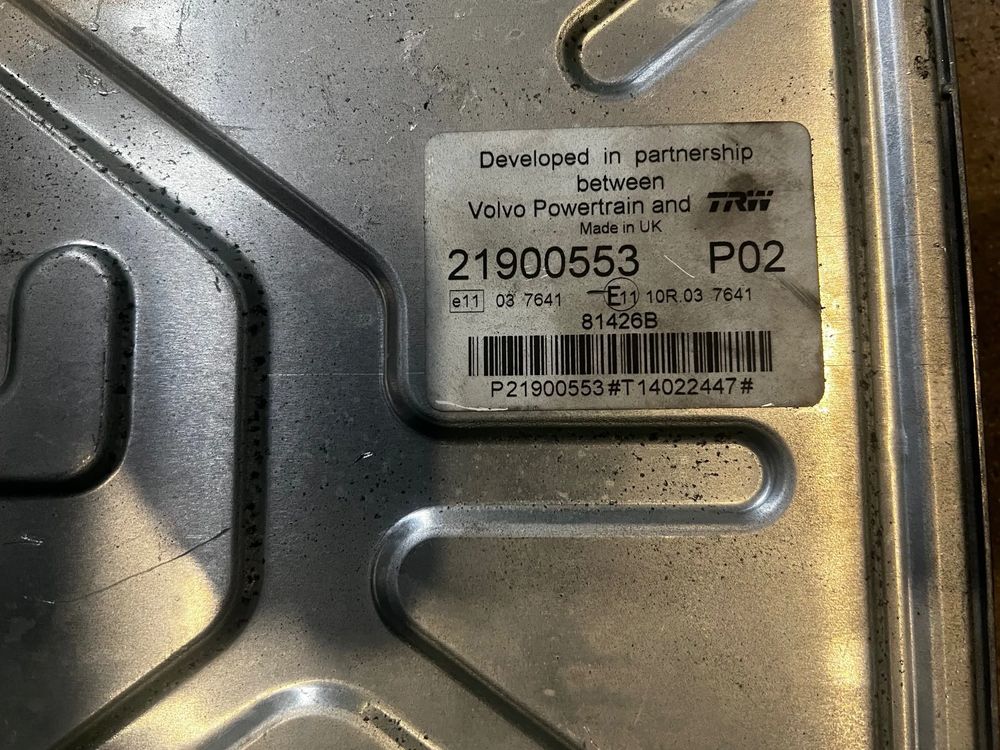 Developed in partnership
between
Volvo Powertrain and TRW
Made in UK
21900553 P02
e11 03 7641 E11 10R.03 7641
81426B
P21900553#T14022447#